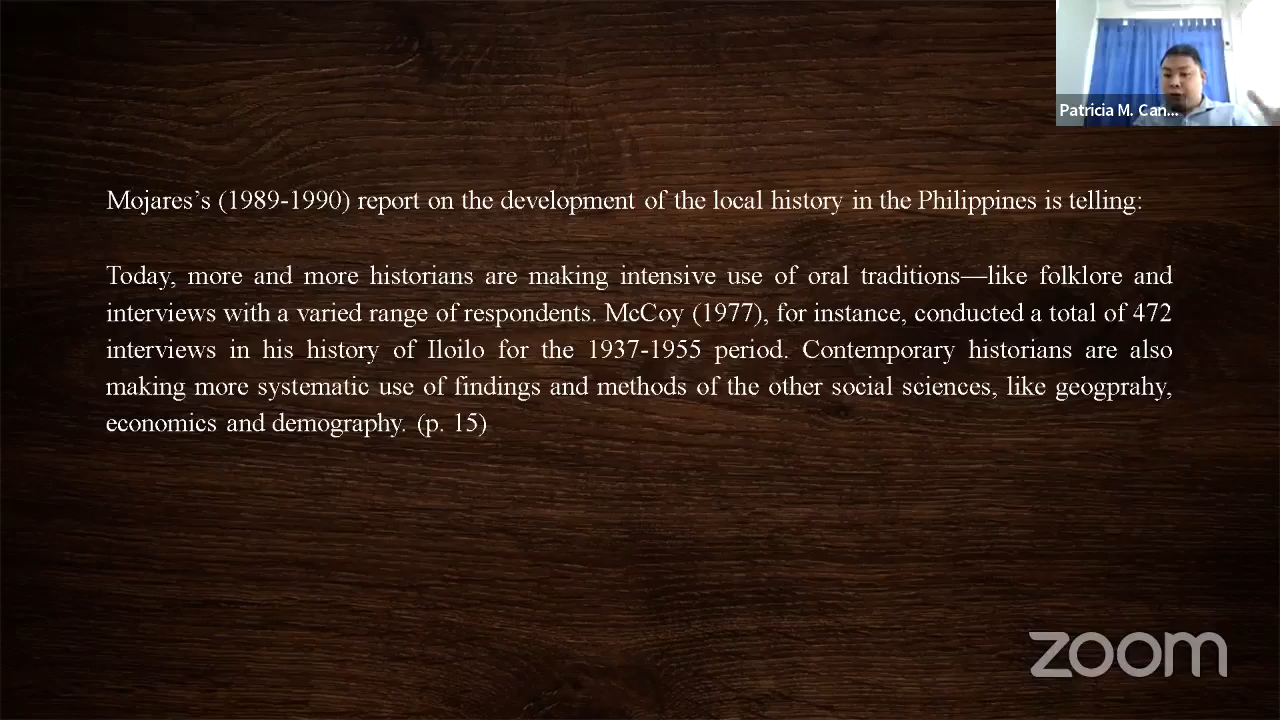 Patricia M. Can...
Mojares’s (1989-1990) report on the development of the local history in the Philippines is telling:
Today, more and more historians are making intensive use of oral traditions—like folklore and
interviews with a varied range of respondents. McCoy (1977), for instance, conducted a total of 472
interviews in his history of Iloilo for the 1937-1955 period. Contemporary historians are also
making more systematic use of findings and methods of the other social sciences, like geogprahy,
economics and demography. (p. 15)
zoom